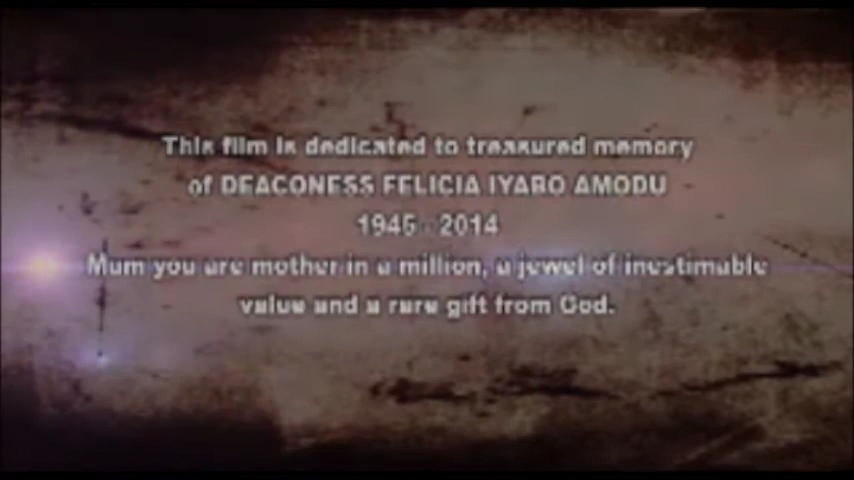 This film is dedicated to treasured memory
of DEACONESS FELICIA IYABO AMODU
1945 - 2014
Mum you are mother in a million, a jewel of inestimable
value and a rare gift from God.